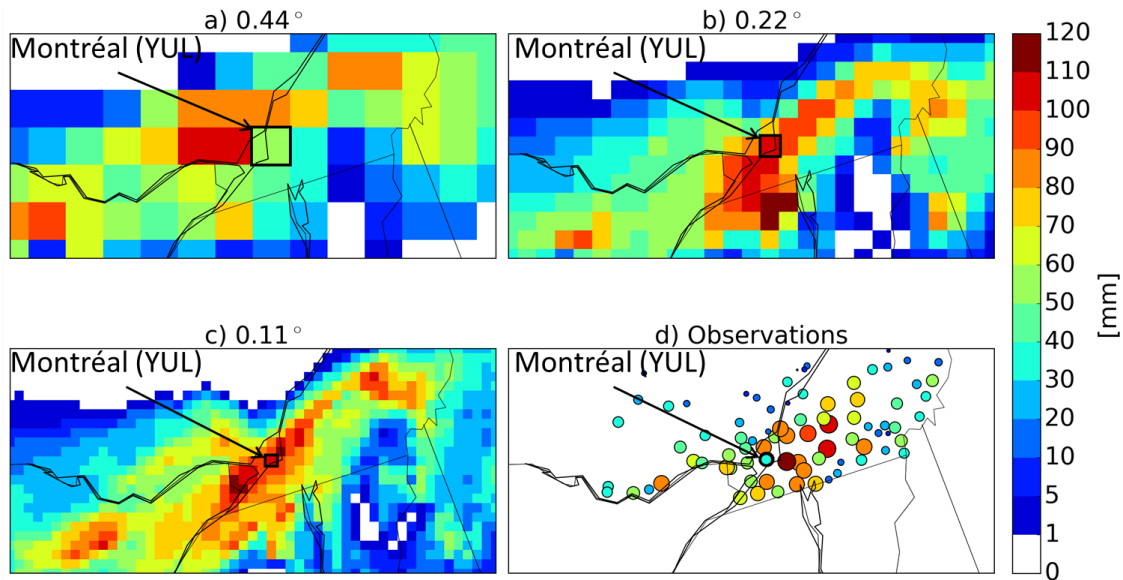 a) 0.44°
Montréal (YUL)
b) 0.22°
Montréal (YUL)
c) 0.11°
Montréal (YUL)
d) Observations
Montréal (YUL)
120
110
100
90
80
70
60
50
40
30
20
10
5
1
0
[mm]